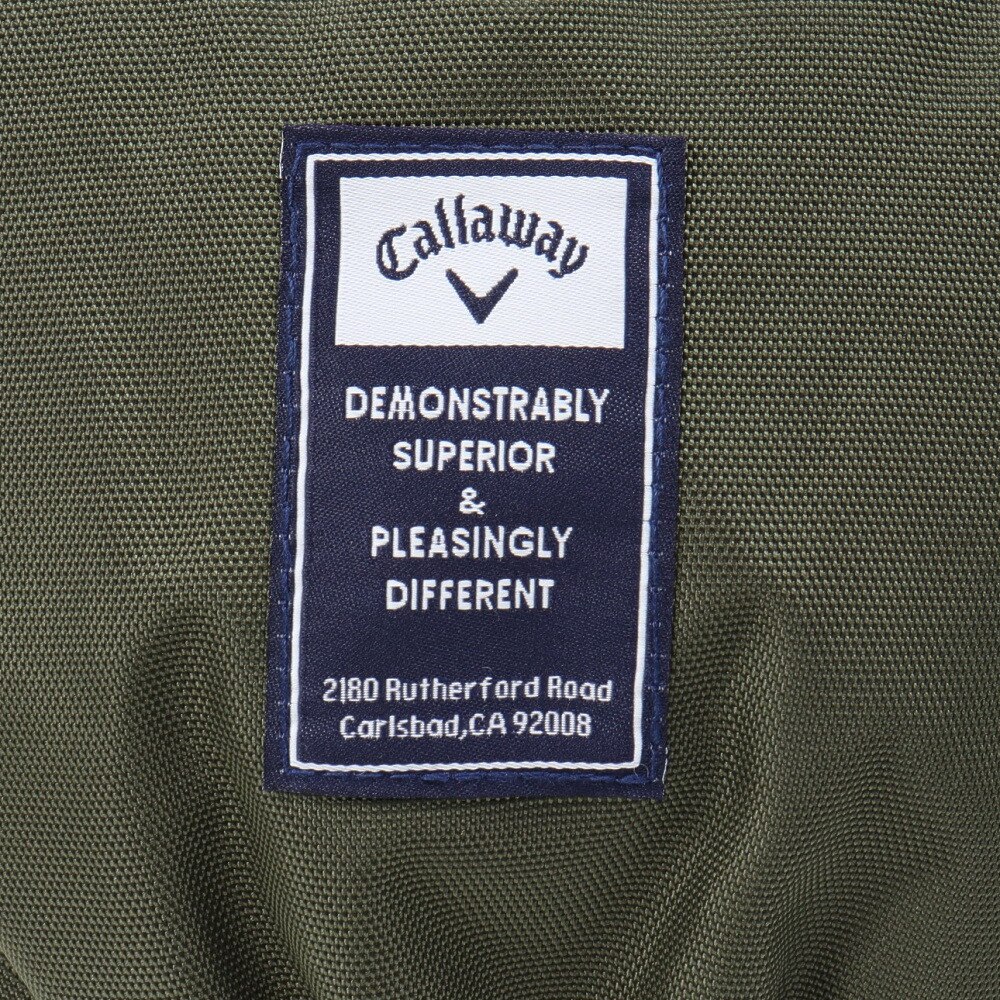 Callaway
DEMONSTRABLY
SUPERIOR
&
PLEASINGLY
DIFFERENT
2180 Rutherford Road
Carlsbad,CA 92008